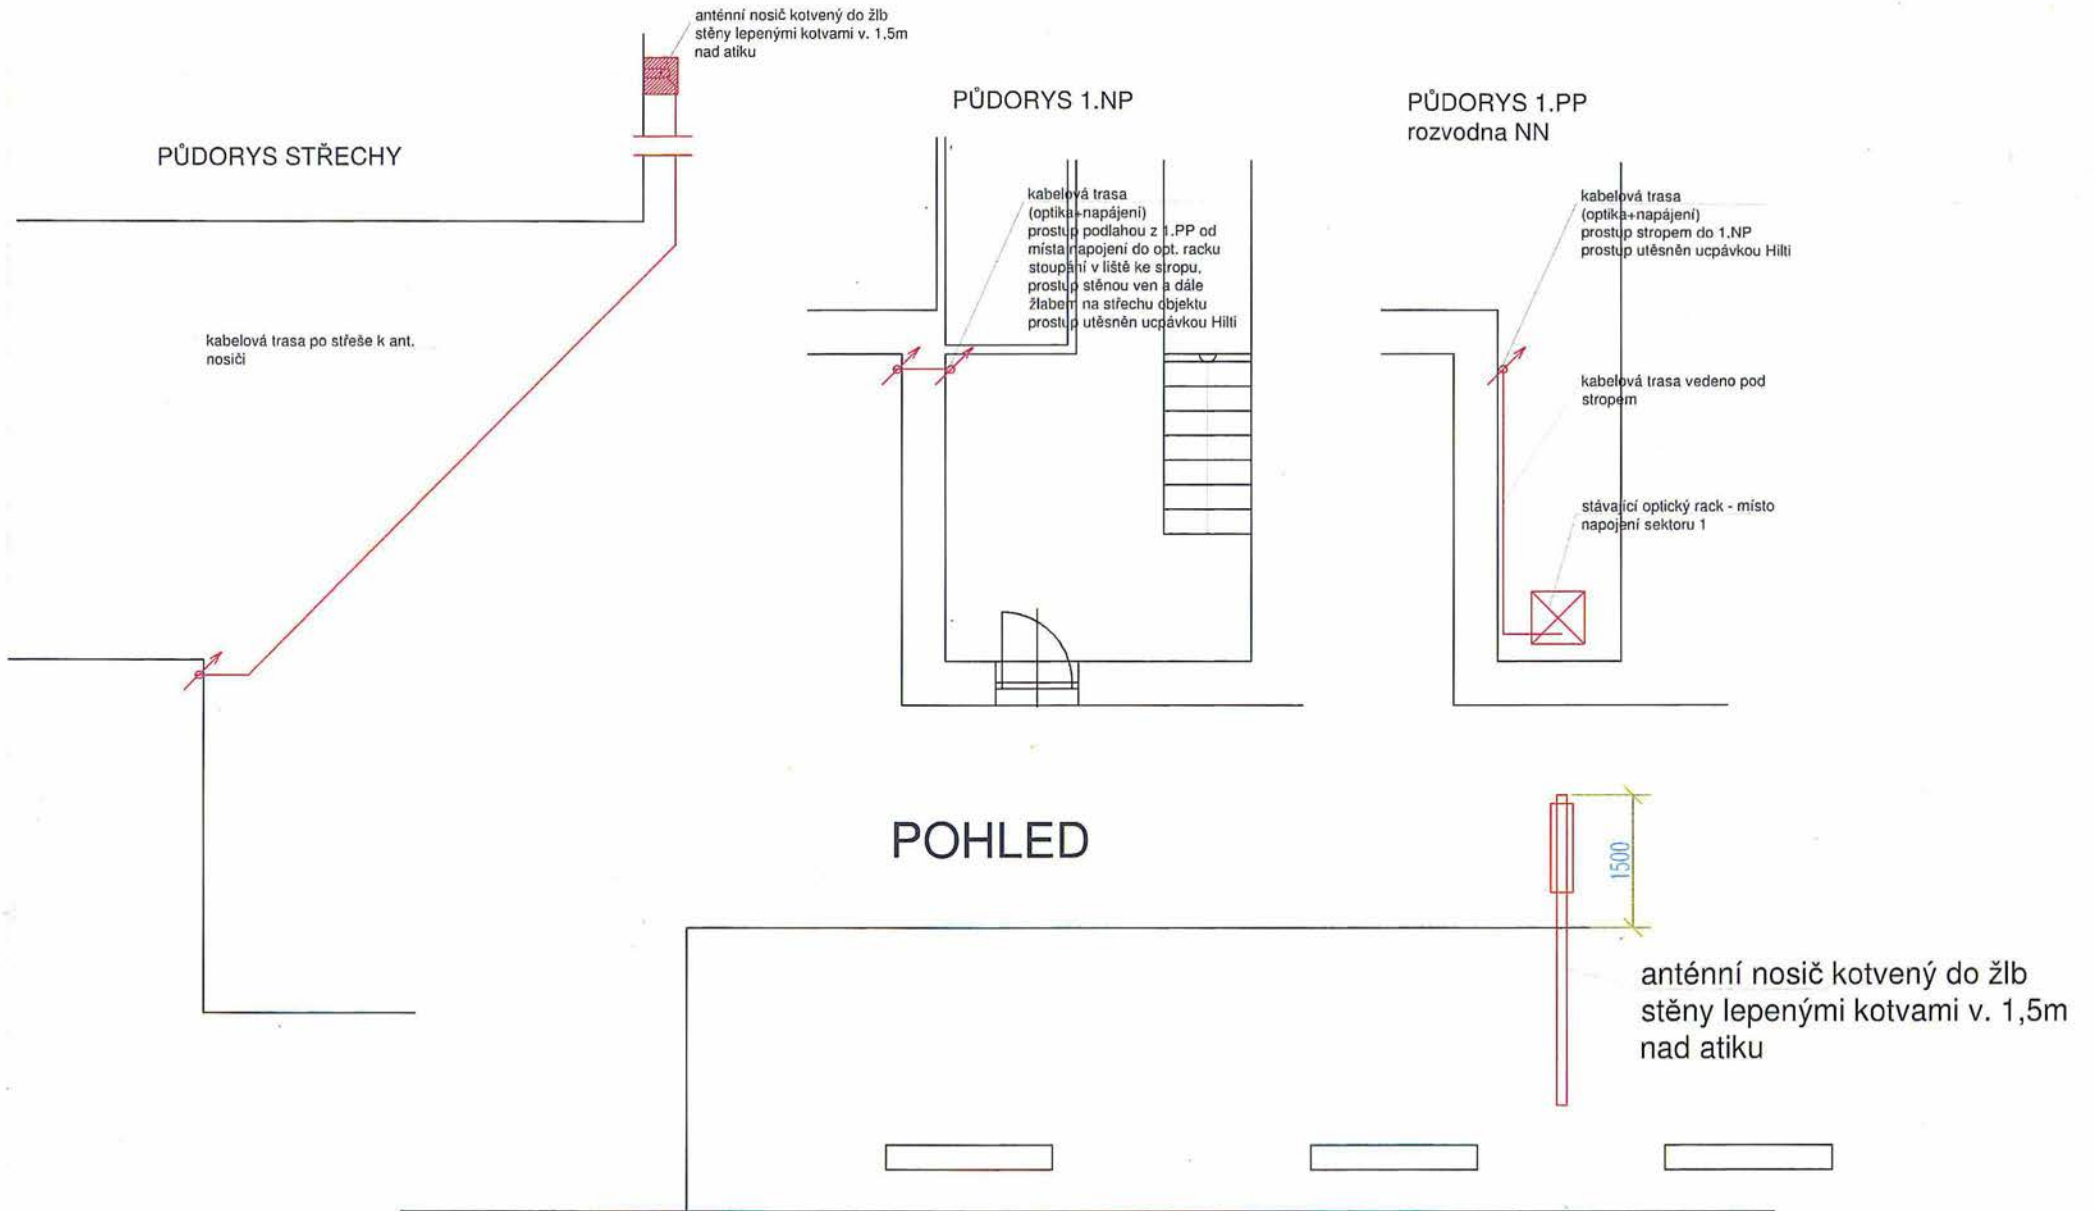 anténní nosič kotvený do žlb
stěny lepenými kotvami v. 1,5m
nad atiku
PŮDORYS STŘECHY
kabelová trasa po střeše k ant.
nosiči
PŮDORYS 1.NP
kabelová trasa
(optika+napájení)
prostup podlahou z 1.PP od
místa napojení do opt. racku
stoupání v liště ke stropu,
prostup stěnou ven a dále
žlabem na střechu objektu
prostup utěsněn ucpávkou Hilti
PŮDORYS 1.PP
rozvodna NN
kabelová trasa
(optika+napájení)
prostup stropem do 1.NP
prostup utěsněn ucpávkou Hilti
kabelová trasa vedeno pod
stropem
stávající optický rack - místo
napojení sektoru 1
POHLED
1500
anténní nosič kotvený do žlb
stěny lepenými kotvami v. 1,5m
nad atiku